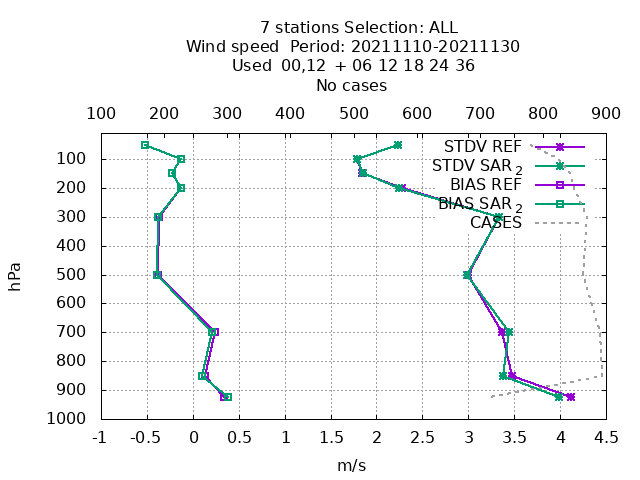 7 stations Selection: ALL
Wind speed  Period: 20211110-20211130
Used  00,12  + 06 12 18 24 36
No cases
100 200 300 400 500 600 700 800 900
STDV REF
STDV SAR 2
BIAS REF
BIAS SAR 2
CASES
hPa
100
200
300
400
500
600
700
800
900
1000
-1 -0.5 0 0.5 1 1.5 2 2.5 3 3.5 4 4.5
m/s